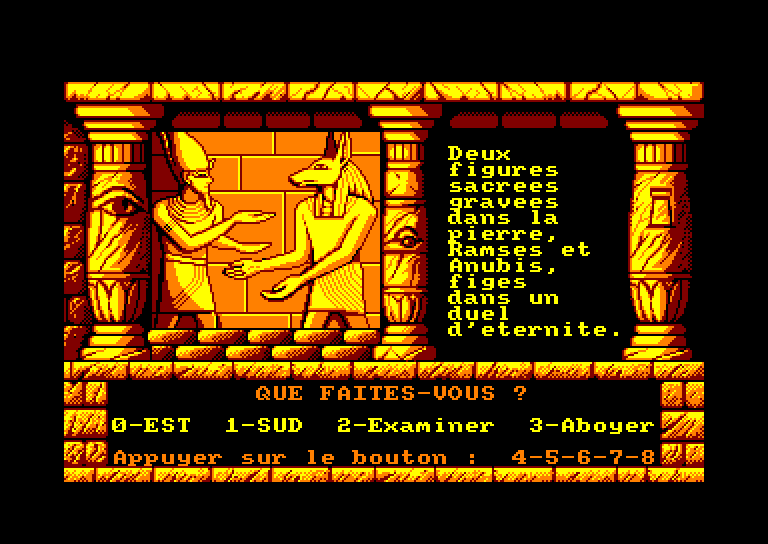 Deux
figures
sacrees
gravees
dans la
pierre,
Ramses et
Anubis,
figes
dans un
duel
d'eternite.
QUE FAITES-VOUS ?
0-EST 1-SUD 2-Examiner 3-Aboyer
Appuyer sur le bouton : 4-5-6-7-8